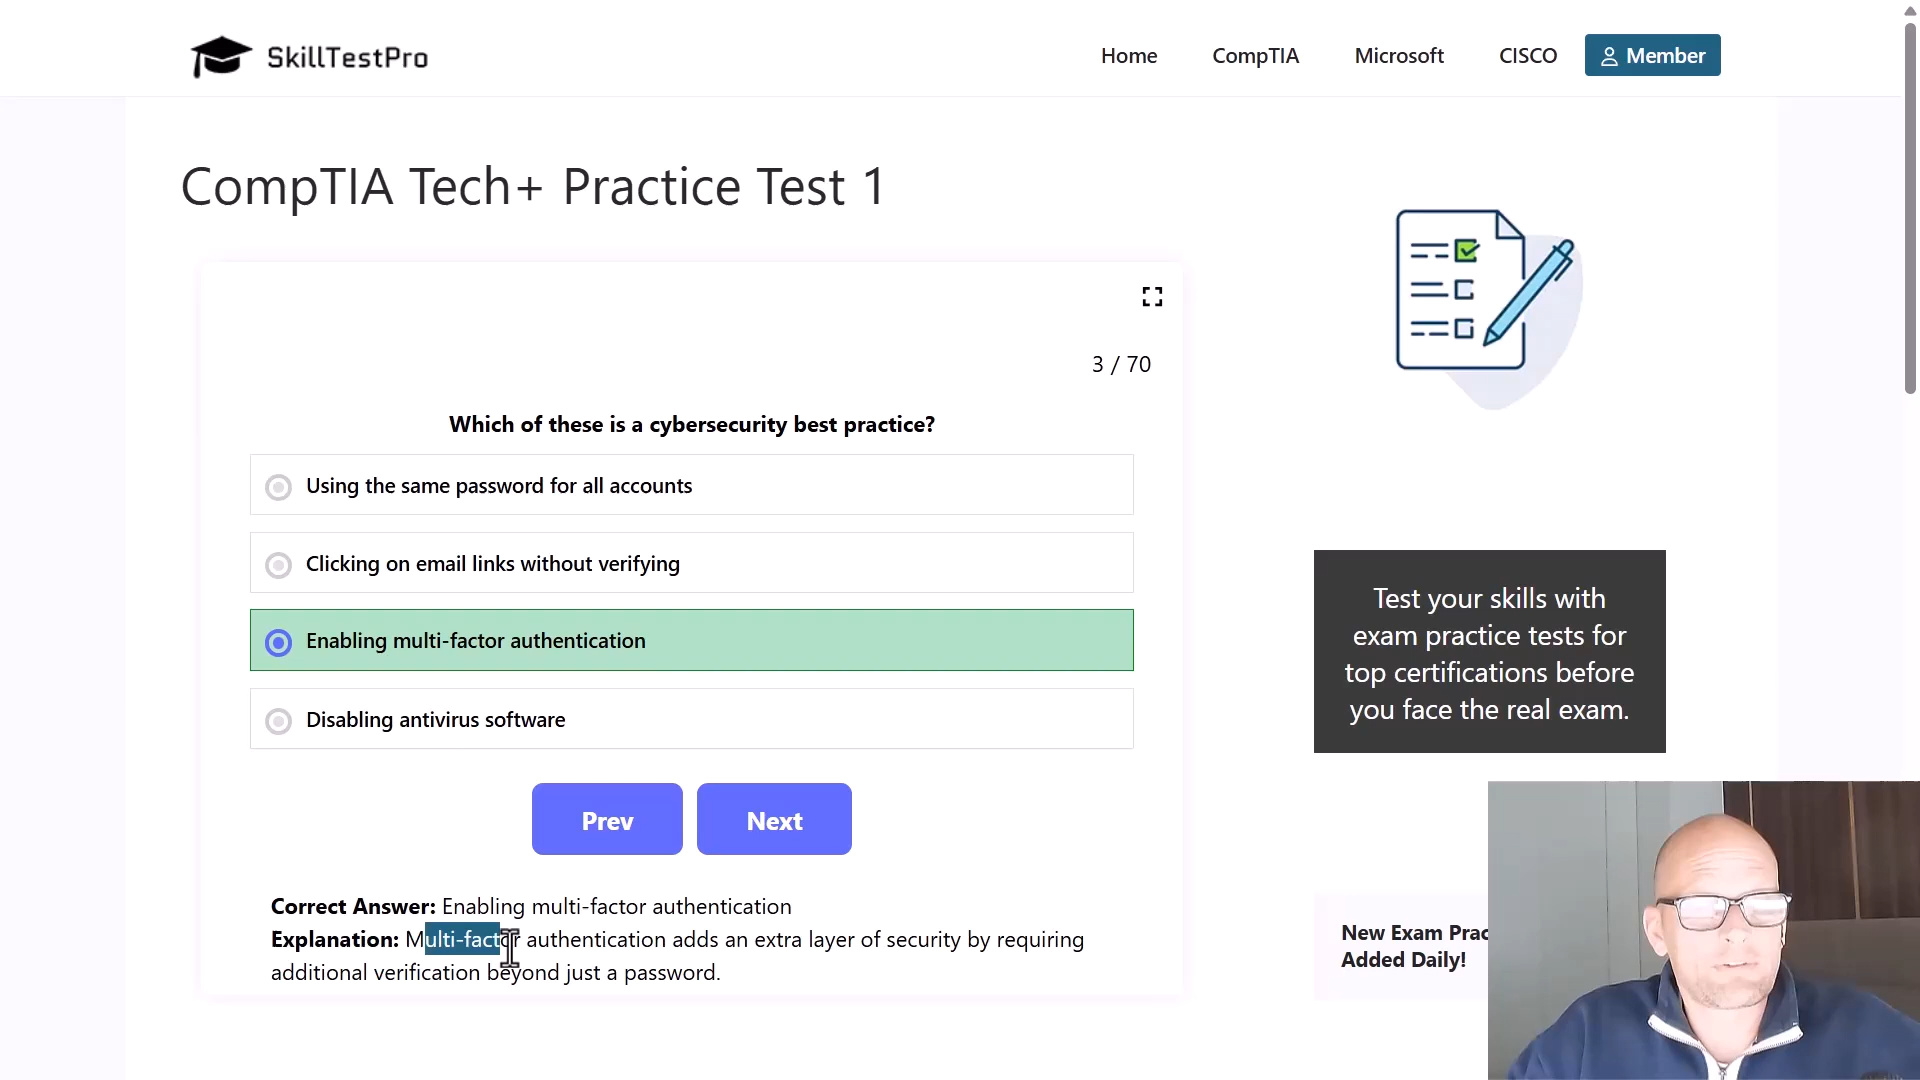 SkillTestPro
Home CompTIA Microsoft CISCO Member
CompTIA Tech+ Practice Test 1
3 / 70
Which of these is a cybersecurity best practice?
Using the same password for all accounts
Clicking on email links without verifying
Enabling multi-factor authentication
Disabling antivirus software
Prev Next
Correct Answer: Enabling multi-factor authentication
Explanation: Multi-factor authentication adds an extra layer of security by requiring
additional verification beyond just a password.
Test your skills with
exam practice tests for
top certifications before
you face the real exam.
New Exam Prac
Added Daily!